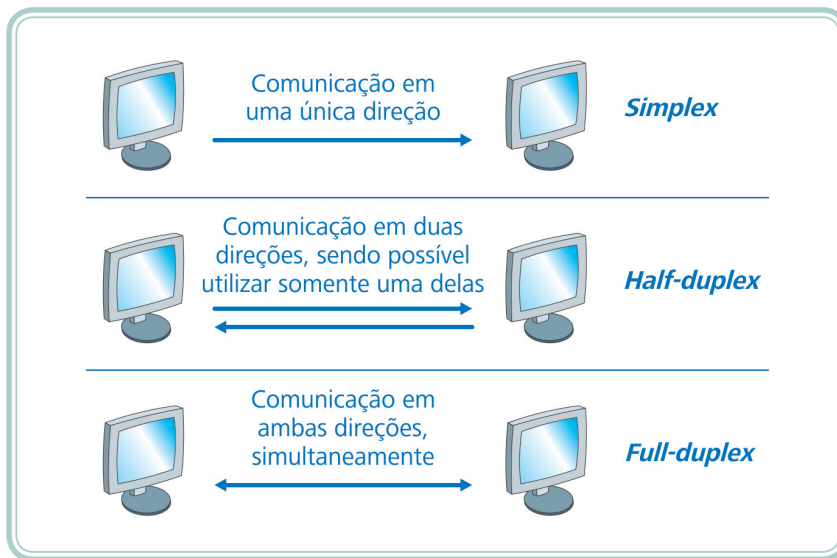 Comunicação em
uma única direção
Simplex
Comunicação em duas
direções, sendo possível
utilizar somente uma delas
Half-duplex
Comunicação em
ambas direções,
simultaneamente
Full-duplex